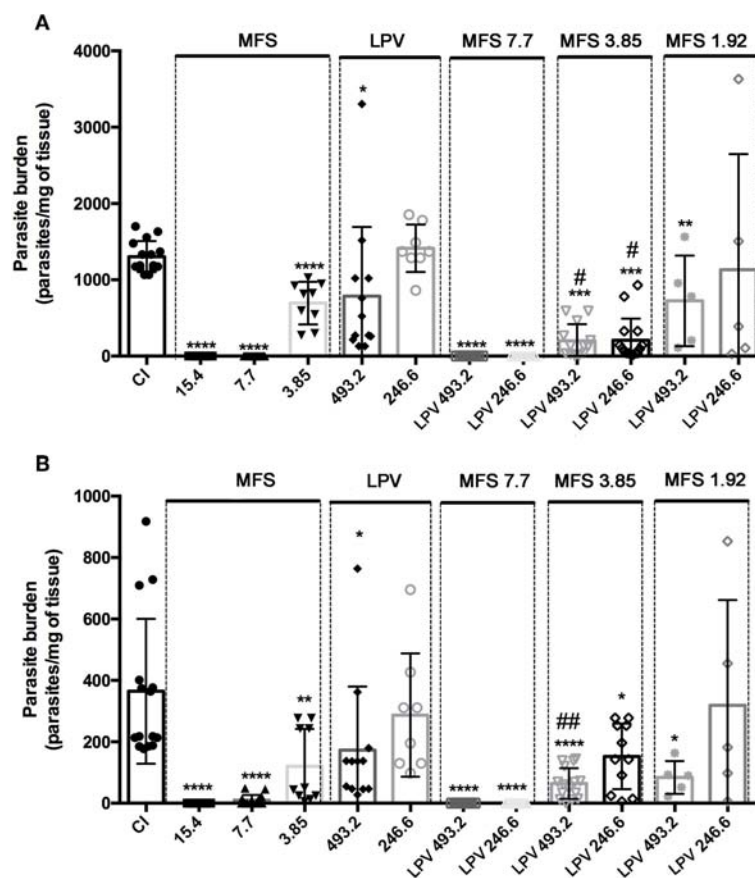 A
MFS LPV MFS 7.7 MFS 3.85 MFS 1.92
Parasite burden
(parasites/mg of tissue)
4000
3000
2000
1000
0
**** **** **** * **** **** # *** # *** **
CI 15.4 7.7 3.85 493.2 246.6 LPV 493.2 LPV 246.6 LPV 493.2 LPV 246.6 LPV 493.2 LPV 246.6
B
MFS LPV MFS 7.7 MFS 3.85 MFS 1.92
Parasite burden
(parasites/mg of tissue)
1000
800
600
400
200
0
**** **** ** * **** **** ## **** * *
CI 15.4 7.7 3.85 493.2 246.6 LPV 493.2 LPV 246.6 LPV 493.2 LPV 246.6 LPV 493.2 LPV 246.6